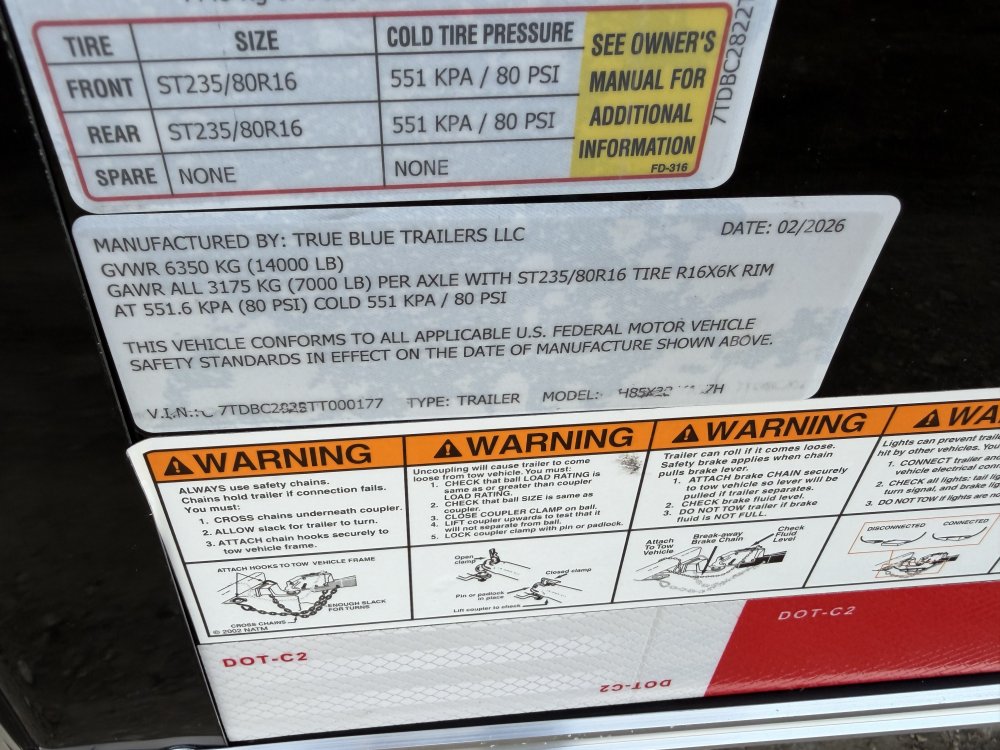 TIRE SIZE COLD TIRE PRESSURE
FRONT ST235/80R16 551 KPA / 80 PSI
REAR ST235/80R16 551 KPA / 80 PSI
SPARE NONE NONE
SEE OWNER'S
MANUAL FOR
ADDITIONAL
INFORMATION
FD-316
MANUFACTURED BY: TRUE BLUE TRAILERS LLC
DATE: 02/2026
GVWR 6350 KG (14000 LB)
GAWR ALL 3175 KG (7000 LB) PER AXLE WITH ST235/80R16 TIRE R16X6K RIM
AT 551.6 KPA (80 PSI) COLD 551 KPA / 80 PSI
THIS VEHICLE CONFORMS TO ALL APPLICABLE U.S. FEDERAL MOTOR VEHICLE
SAFETY STANDARDS IN EFFECT ON THE DATE OF MANUFACTURE SHOWN ABOVE.
V.I.N.: TYPE: TRAILER MODEL:
WARNING
ALWAYS use safety chains.
Chains hold trailer if connection fails.
You must:
1. CROSS chains underneath coupler.
2. ALLOW slack for trailer to turn.
3. ATTACH chain hooks securely to
tow vehicle frame.
ATTACH HOOKS TO TOW VEHICLE FRAME
ENOUGH SLACK
FOR TURNS
CROSS CHAINS
© 2002 NATM
WARNING
Uncoupling will cause trailer to come
loose from tow vehicle. You must:
1. CHECK that ball LOAD RATING is
same as or greater than coupler
LOAD RATING.
2. CHECK that ball SIZE is same as
coupler.
3. CLOSE COUPLER CLAMP on ball.
4. LIFT coupler upwards to test that it
will not separate from ball.
5. LOCK coupler clamp with pin or padlock.
Open
clamp
Closed clamp
Pin or padlock
in place
Lift coupler to check
WARNING
Trailer can roll if it comes loose.
Safety brake applies when chain
pulls brake lever.
1. ATTACH brake CHAIN securely
to tow vehicle so lever will be
pulled if trailer separates.
2. CHECK brake fluid level.
3. DO NOT TOW trailer if brake
fluid is NOT FULL.
Attach
To Tow
Vehicle
Break-away
Brake Chain
Check
Fluid
Level
WA
Lights can prevent trail
hit by other vehicles. You
1. CONNECT trailer and
vehicle electrical con
2. CHECK all lights: tail lig
turn signal, and brake lig
3. DO NOT TOW if lights are no
DISCONNECTED
CONNECTED
DOT-C2
DOT-C2
DOT-C2